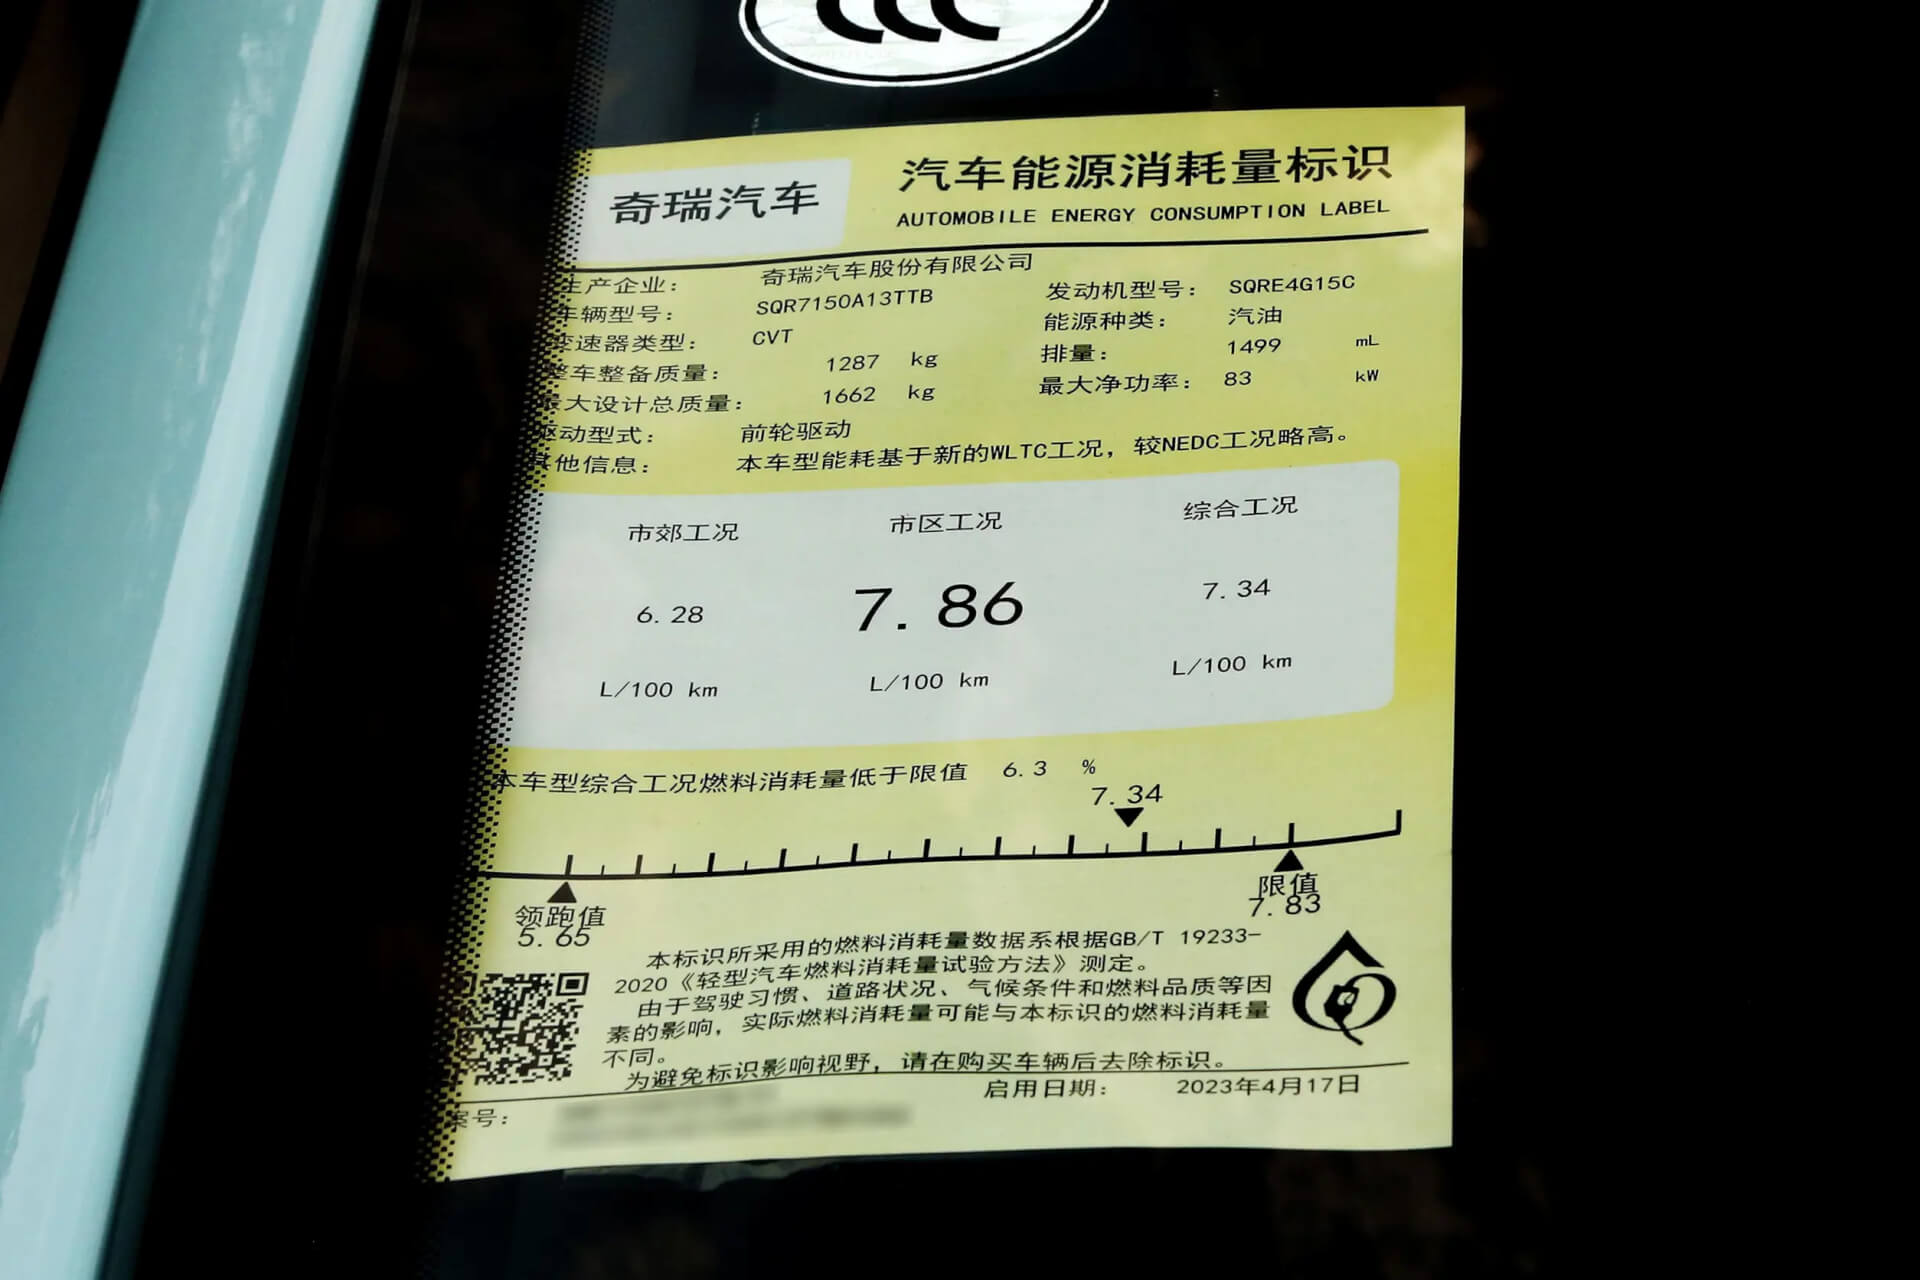 奇瑞汽车
汽车能源消耗量标识
AUTOMOBILE ENERGY CONSUMPTION LABEL
生产企业： 奇瑞汽车股份有限公司
车辆型号： SQR7150A13TTB 发动机型号： SQRE4G15C
变速器类型： CVT 能源种类： 汽油
整车整备质量： 1287 kg 排量： 1499 mL
最大设计总质量： 1662 kg 最大净功率： 83 kW
驱动型式： 前轮驱动
其他信息： 本车型能耗基于新的WLTC工况，较NEDC工况略高。
市郊工况 市区工况 综合工况
6.28 7.86 7.34
L/100 km L/100 km L/100 km
本车型综合工况燃料消耗量低于限值 6.3 %
7.34
领跑值 限值
5.65 7.83
本标识所采用的燃料消耗量数据系根据GB/T 19233-
2020《轻型汽车燃料消耗量试验方法》测定。
由于驾驶习惯、道路状况、气候条件和燃料品质等因
素的影响，实际燃料消耗量可能与本标识的燃料消耗量
不同。
为避免标识影响视野，请在购买车辆后去除标识。
案号： 启用日期： 2023年4月17日